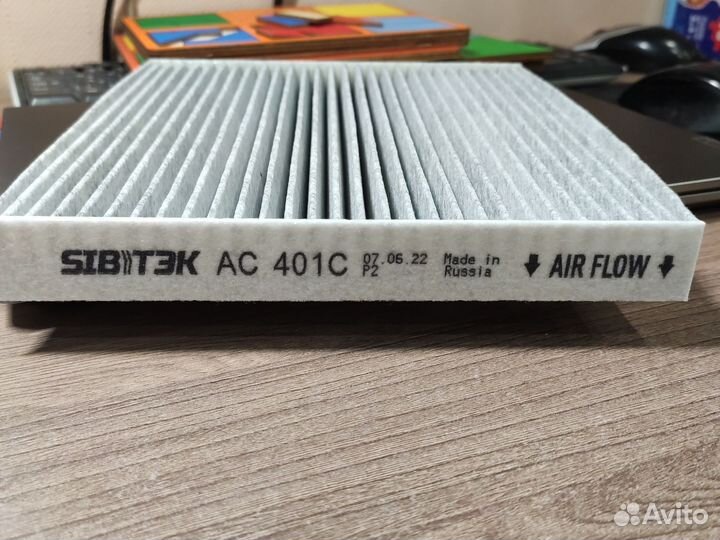 SIBTЭK AC 401C 07.06.22 Made in ⬇ AIR FLOW ⬇
P2 Russia
Avito